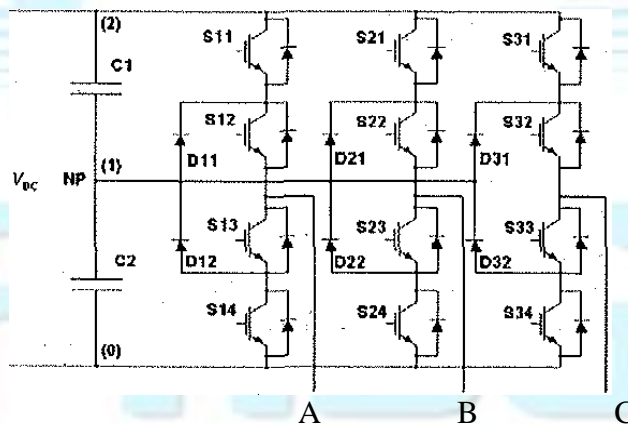 (2)
S11
S21
S31
C1
S12
S22
S32
D11
D21
D31
(1)
V_DC
NP
S13
S23
S33
C2
D12
D22
D32
S14
S24
S34
(0)
A
B
C